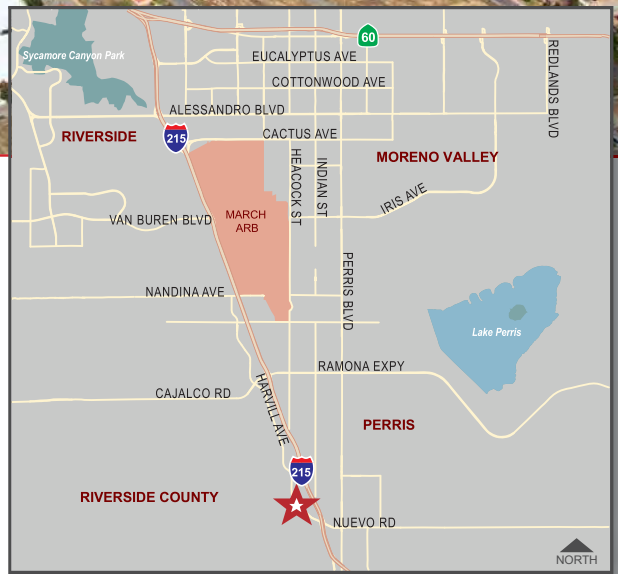 60
Sycamore Canyon Park
EUCALYPTUS AVE
REDLANDS BLVD
COTTONWOOD AVE
ALESSANDRO BLVD
RIVERSIDE
215
CACTUS AVE
HEACOCK ST
INDIAN ST
MORENO VALLEY
IRIS AVE
VAN BUREN BLVD
MARCH
ARB
PERRIS BLVD
NANDINA AVE
Lake Perris
RAMONA EXPY
CAJALCO RD
HARVILL AVE
PERRIS
215
RIVERSIDE COUNTY
NUEVO RD
NORTH